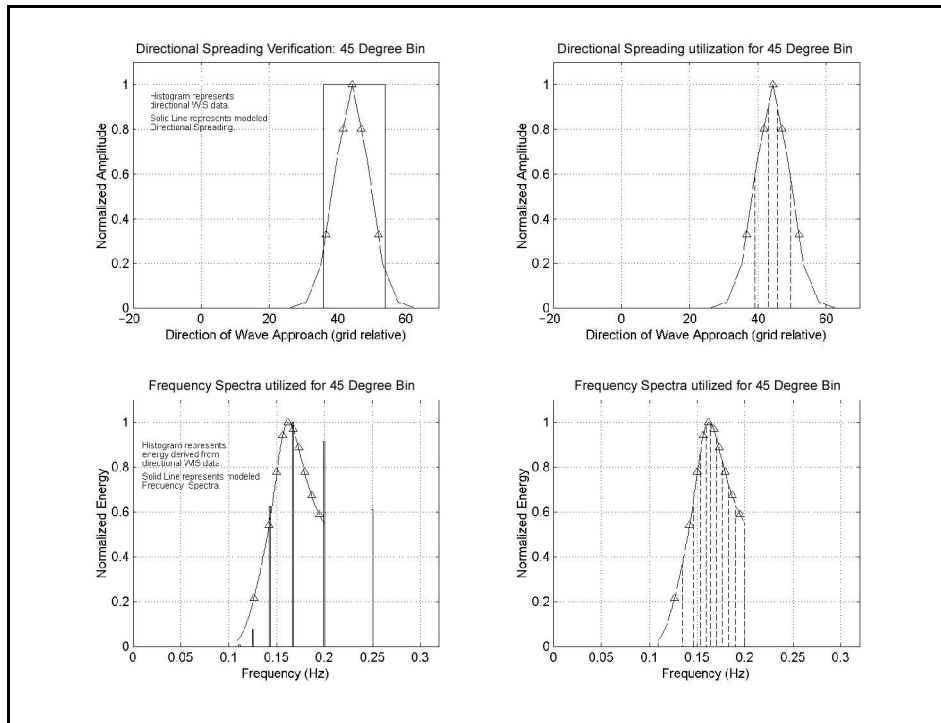 Directional Spreading Verification: 45 Degree Bin
Normalized Amplitude
1
0.8
0.6
0.4
0.2
0
Histogram represents
directional WIS data.
Solid Line represents modeled
Directional Spreading.
−20
0
20
40
60
Direction of Wave Approach (grid relative)
Directional Spreading utilization for 45 Degree Bin
Normalized Amplitude
1
0.8
0.6
0.4
0.2
0
−20
0
20
40
60
Direction of Wave Approach (grid relative)
Frequency Spectra utilized for 45 Degree Bin
Normalized Energy
1
0.8
0.6
0.4
0.2
0
Histogram represents
energy derived from
directional WIS data.
Solid Line represents modeled
Frequency Spectra.
0
0.05
0.1
0.15
0.2
0.25
0.3
Frequency (Hz)
Frequency Spectra utilized for 45 Degree Bin
Normalized Energy
1
0.8
0.6
0.4
0.2
0
0
0.05
0.1
0.15
0.2
0.25
0.3
Frequency (Hz)